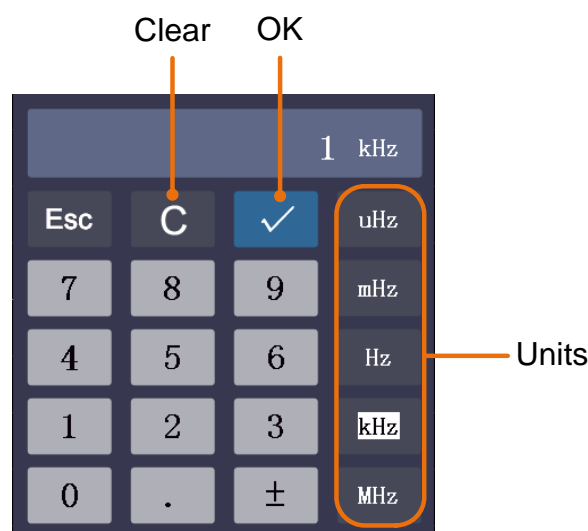 Clear OK
1 kHz
Esc C ✓ uHz
7 8 9 mHz
4 5 6 Hz
Units
1 2 3 kHz
0 . ± MHz